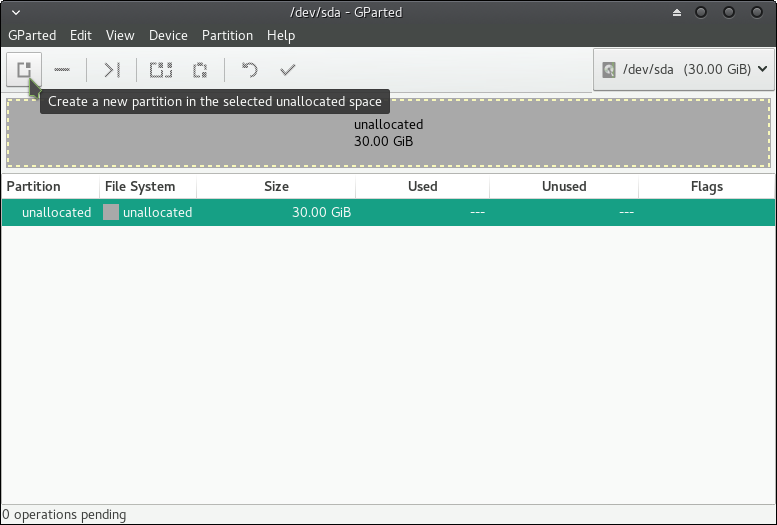 /dev/sda - GParted
GParted Edit View Device Partition Help
/dev/sda (30.00 GiB)
Create a new partition in the selected unallocated space
unallocated
30.00 GiB
Partition File System Size Used Unused Flags
unallocated unallocated 30.00 GiB --- ---
0 operations pending